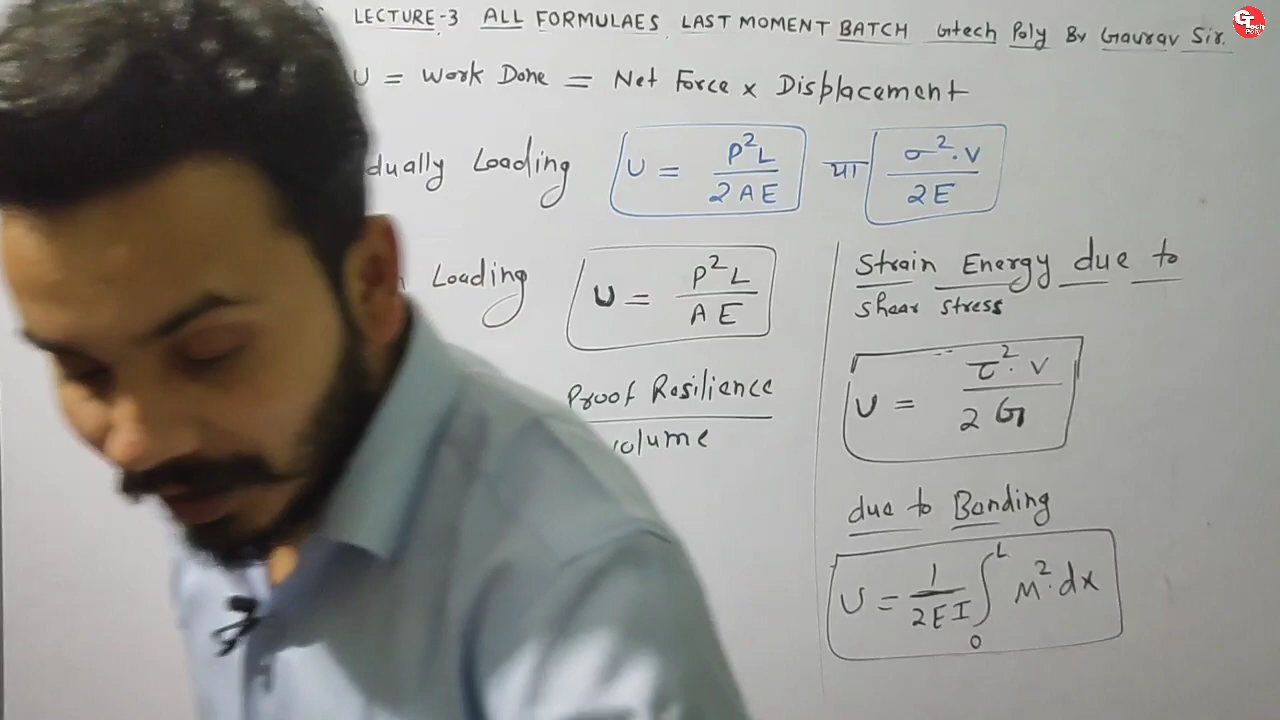 LECTURE-3 ALL FORMULAES LAST MOMENT BATCH Gtech Poly By Gaurav Sir.
U = Work Done = Net Force x Displacement
dually Loading U = P²L / 2AE या σ².V / 2E
Loading U = P²L / AE
Proof Resilience / Volume
Strain Energy due to
shear stress
U = τ².V / 2G
due to Bending
U = 1/2EI ∫₀ᴸ M².dx